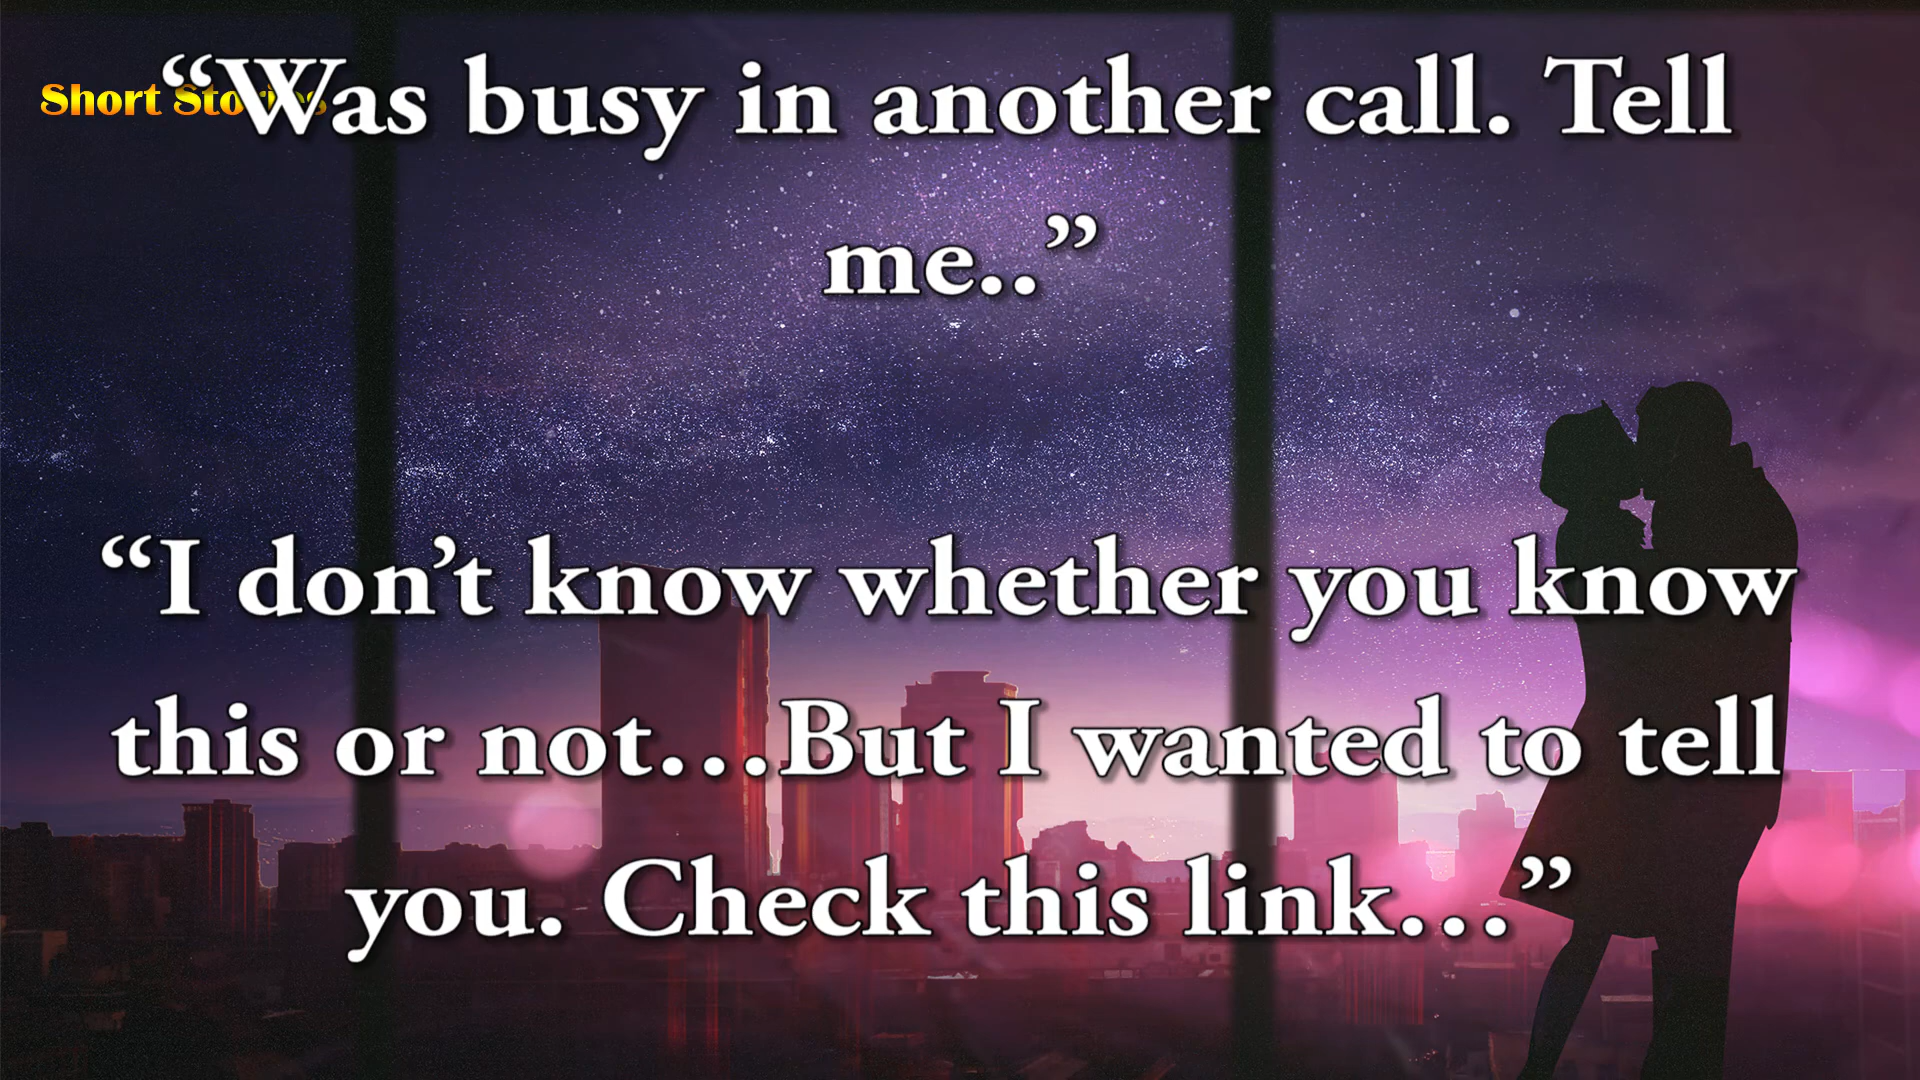 Short Stories
“Was busy in another call. Tell
me..”
“I don’t know whether you know
this or not…But I wanted to tell
you. Check this link…”